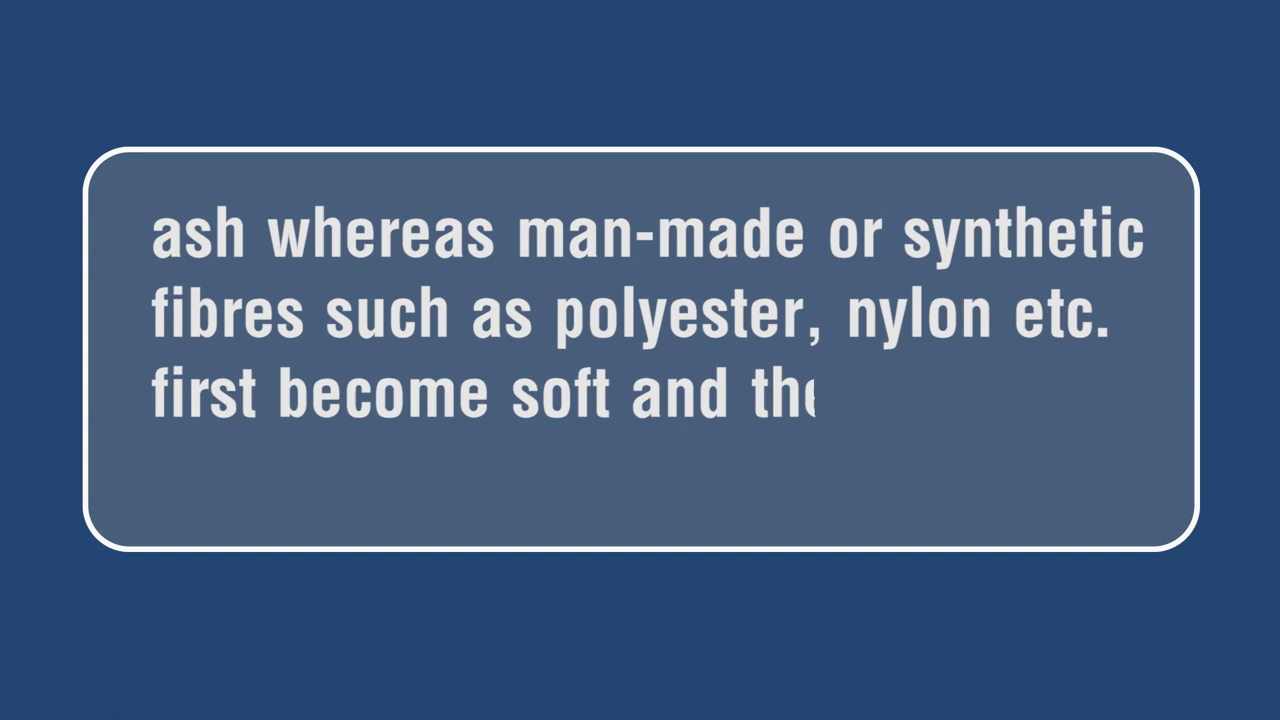 ash whereas man-made or synthetic
fibres such as polyester, nylon etc.
first become soft and